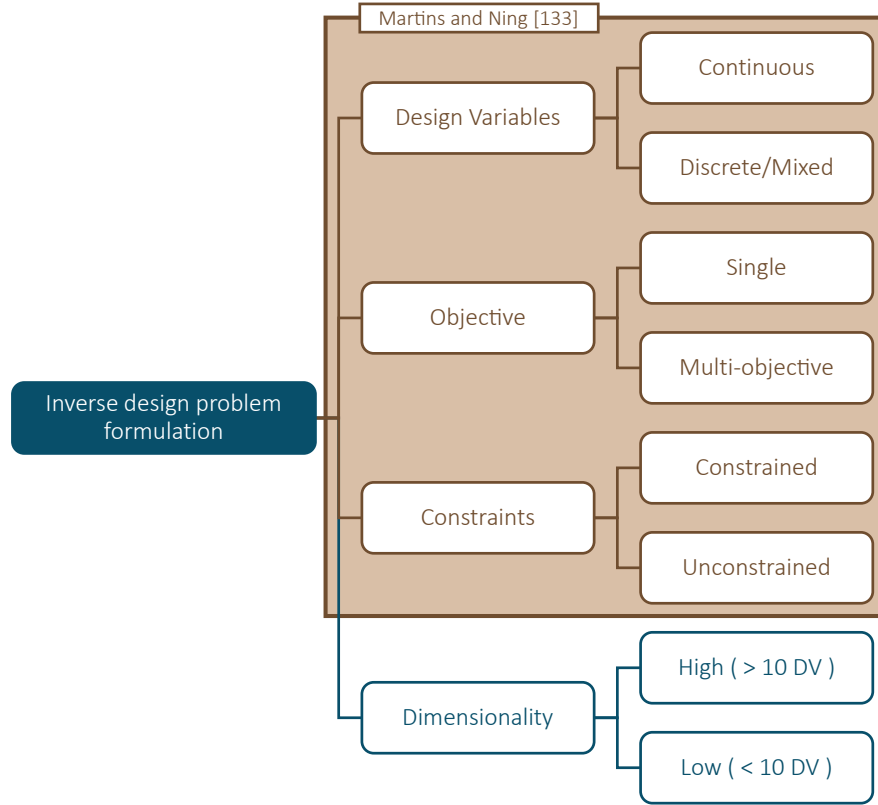 Martins and Ning [133]
Continuous
Design Variables
Discrete/Mixed
Single
Objective
Multi-objective
Inverse design problem
formulation
Constrained
Constraints
Unconstrained
High ( > 10 DV )
Dimensionality
Low ( < 10 DV )